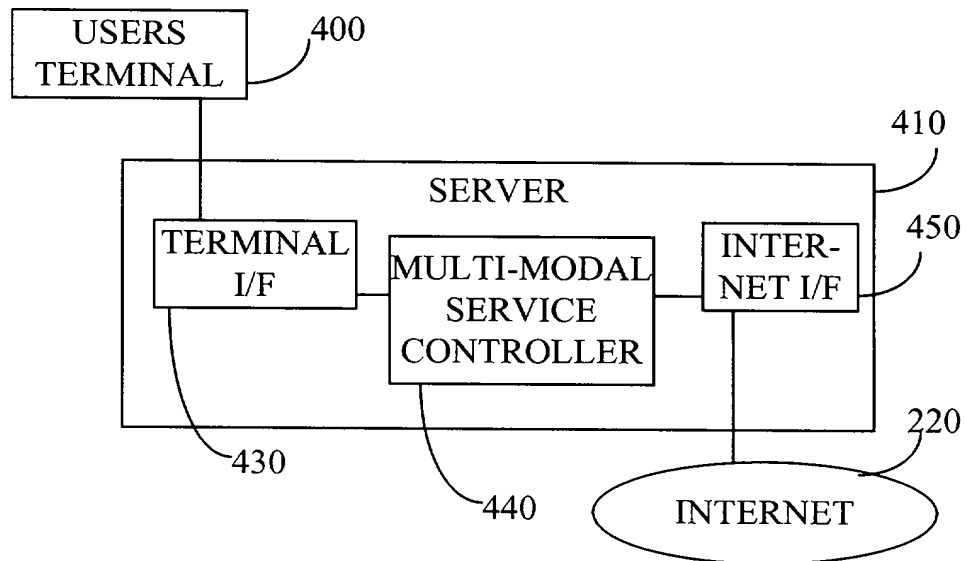 USERS
TERMINAL
400
410
SERVER
TERMINAL
I/F
MULTI-MODAL
SERVICE
CONTROLLER
INTER-
NET I/F
450
430
440
220
INTERNET